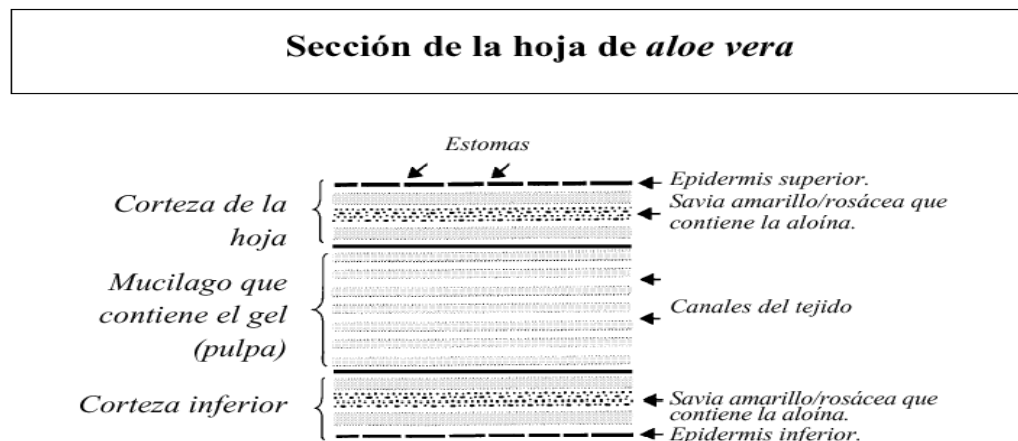 Sección de la hoja de aloe vera
Estomas
Corteza de la
hoja
Epidermis superior.
Savia amarillo/rosácea que
contiene la aloína.
Mucilago que
contiene el gel
(pulpa)
Canales del tejido
Corteza inferior
Savia amarillo/rosácea que
contiene la aloína.
Epidermis inferior.